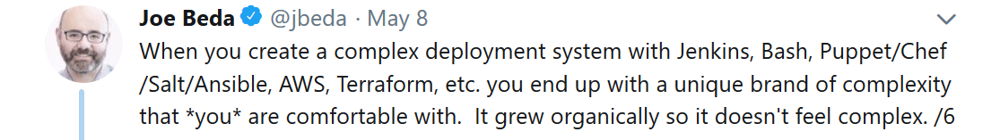 Joe Beda @jbeda · May 8
When you create a complex deployment system with Jenkins, Bash, Puppet/Chef
/Salt/Ansible, AWS, Terraform, etc. you end up with a unique brand of complexity
that *you* are comfortable with.  It grew organically so it doesn't feel complex. /6